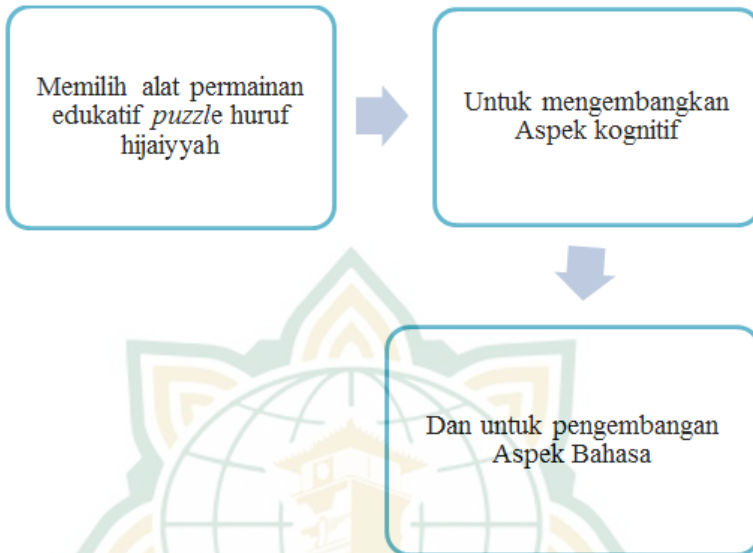 Memilih alat permainan
edukatif puzzle huruf
hijaiyyah
Untuk mengembangkan
Aspek kognitif
Dan untuk pengembangan
Aspek Bahasa